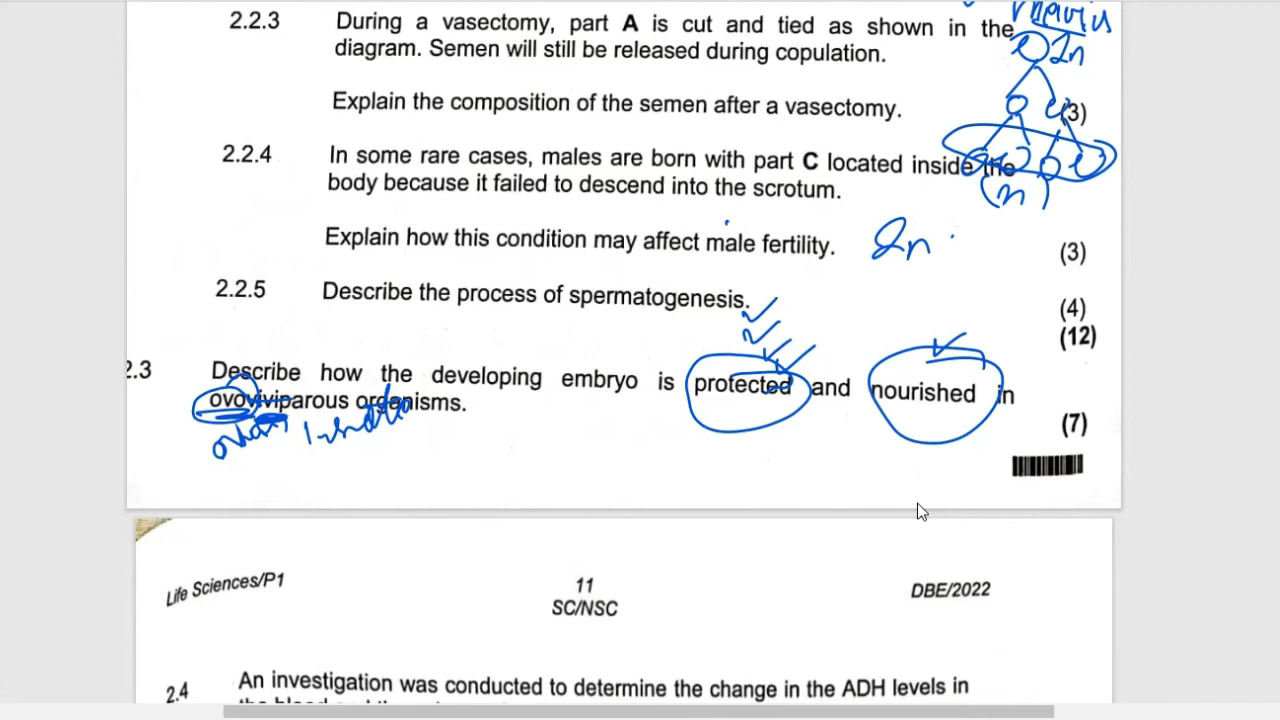 2.2.3 During a vasectomy, part A is cut and tied as shown in the
diagram. Semen will still be released during copulation.
2n
Explain the composition of the semen after a vasectomy. (3)
2.2.4 In some rare cases, males are born with part C located inside the
body because it failed to descend into the scrotum.
(n)
Explain how this condition may affect male fertility. 2n
(3)
2.2.5 Describe the process of spermatogenesis.
(4)
(12)
2.3 Describe how the developing embryo is protected and nourished in
ovoviviparous organisms.
(7)
Life Sciences/P1 11 DBE/2022
SC/NSC
2.4 An investigation was conducted to determine the change in the ADH levels in